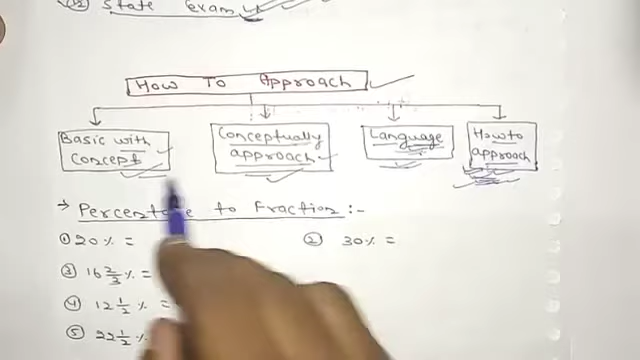 (2) State exam
How To Approach
Basic with concept
Conceptually approach
Language
How to approach
→ Percentage to Fraction :-
① 20% =
② 30% =
③ 16 2/3 % =
④ 12 1/2 % =
⑤ 22 1/2 %